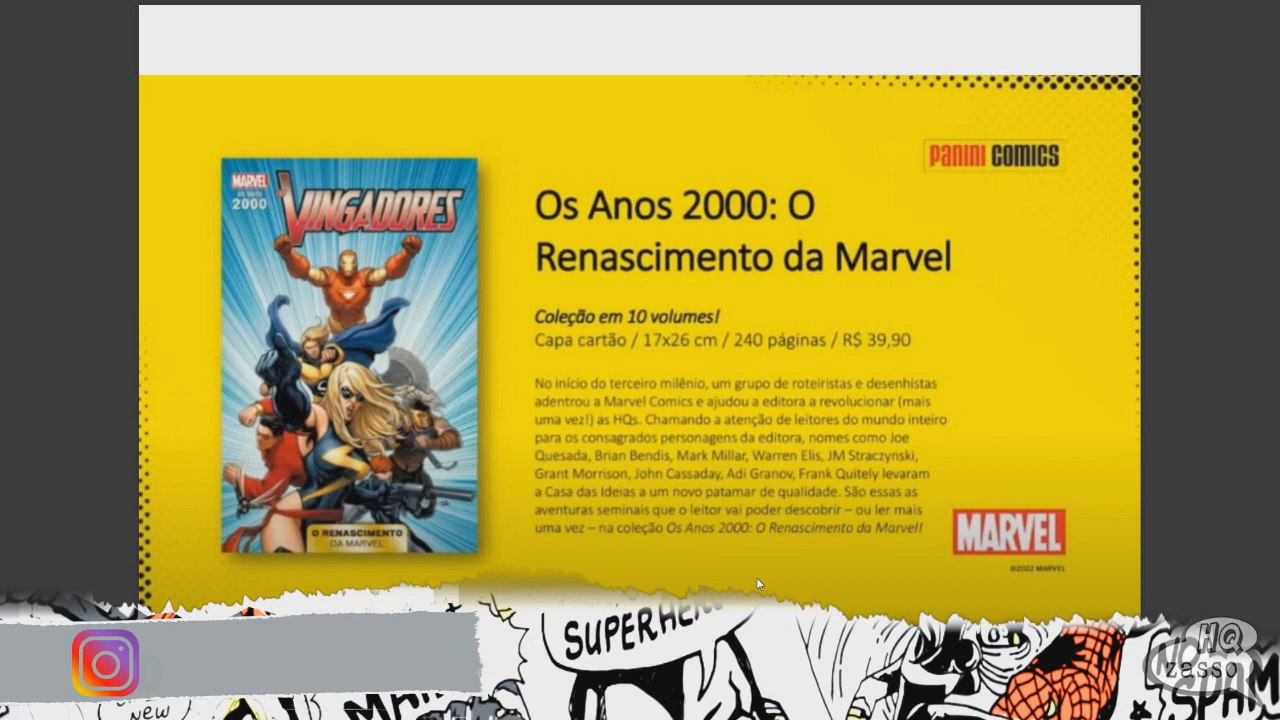 PANINI COMICS
MARVEL
OS ANOS
2000
VINGADORES
Os Anos 2000: O
Renascimento da Marvel
Coleção em 10 volumes!
Capa cartão / 17x26 cm / 240 páginas / R$ 39,90
No início do terceiro milênio, um grupo de roteiristas e desenhistas
adentrou a Marvel Comics e ajudou a editora a revolucionar (mais
uma vez!) as HQs. Chamando a atenção de leitores do mundo inteiro
para os consagrados personagens da editora, nomes como Joe
Quesada, Brian Bendis, Mark Millar, Warren Elis, JM Straczynski,
Grant Morrison, John Cassaday, Adi Granov, Frank Quitely levaram
a Casa das Ideias a um novo patamar de qualidade. São essas as
aventuras seminais que o leitor vai poder descobrir – ou ler mais
uma vez – na coleção Os Anos 2000: O Renascimento da Marvel!
O RENASCIMENTO
DA MARVEL
MARVEL
©2022 MARVEL
SUPERHE
HQ
zasso
NEW